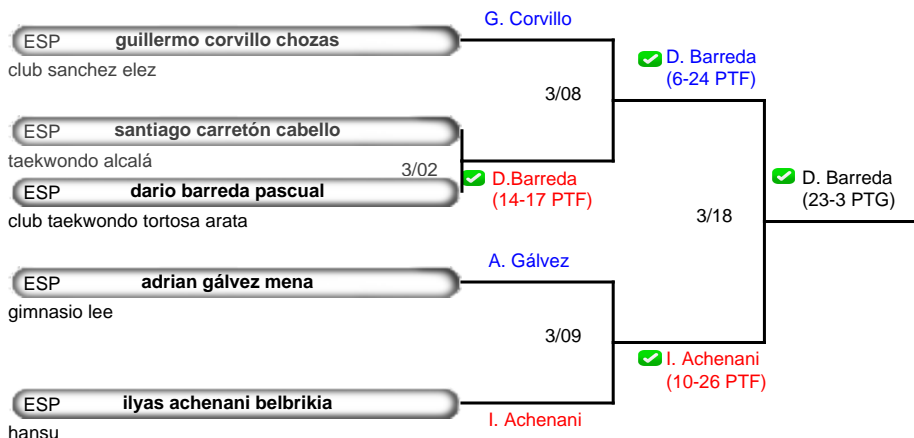 G. Corvillo
ESP guillermo corvillo chozas
club sanchez elez
3/08
D. Barreda
(6-24 PTF)
ESP santiago carretón cabello
taekwondo alcalá
3/02
D.Barreda
(14-17 PTF)
ESP dario barreda pascual
club taekwondo tortosa arata
D. Barreda
(23-3 PTG)
3/18
A. Gálvez
ESP adrian gálvez mena
gimnasio lee
3/09
I. Achenani
(10-26 PTF)
ESP ilyas achenani belbrikia
I. Achenani
hansu